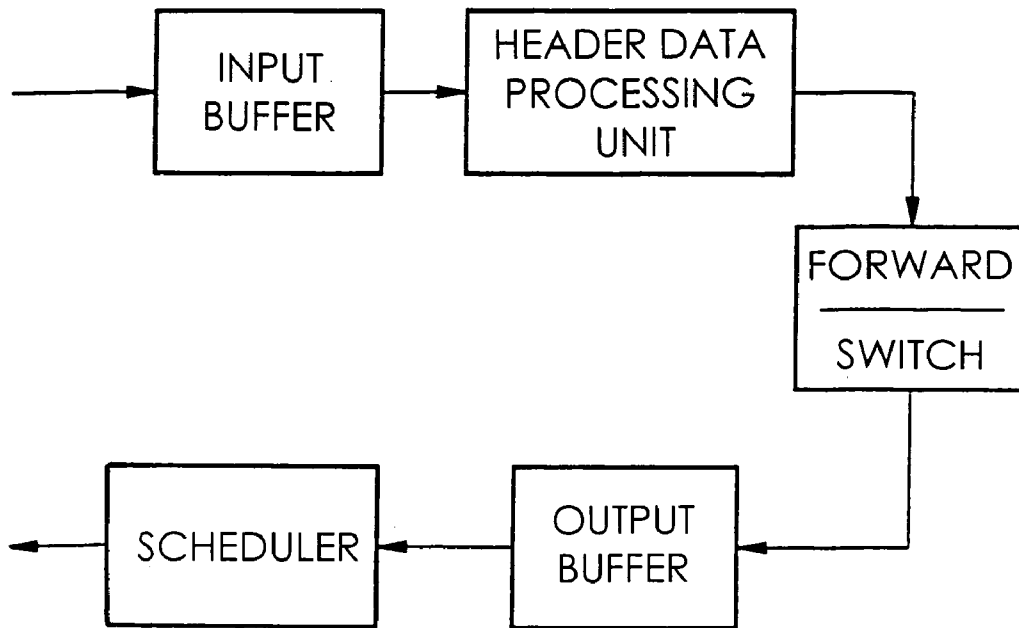 INPUT
BUFFER
HEADER DATA
PROCESSING
UNIT
FORWARD
SWITCH
OUTPUT
BUFFER
SCHEDULER